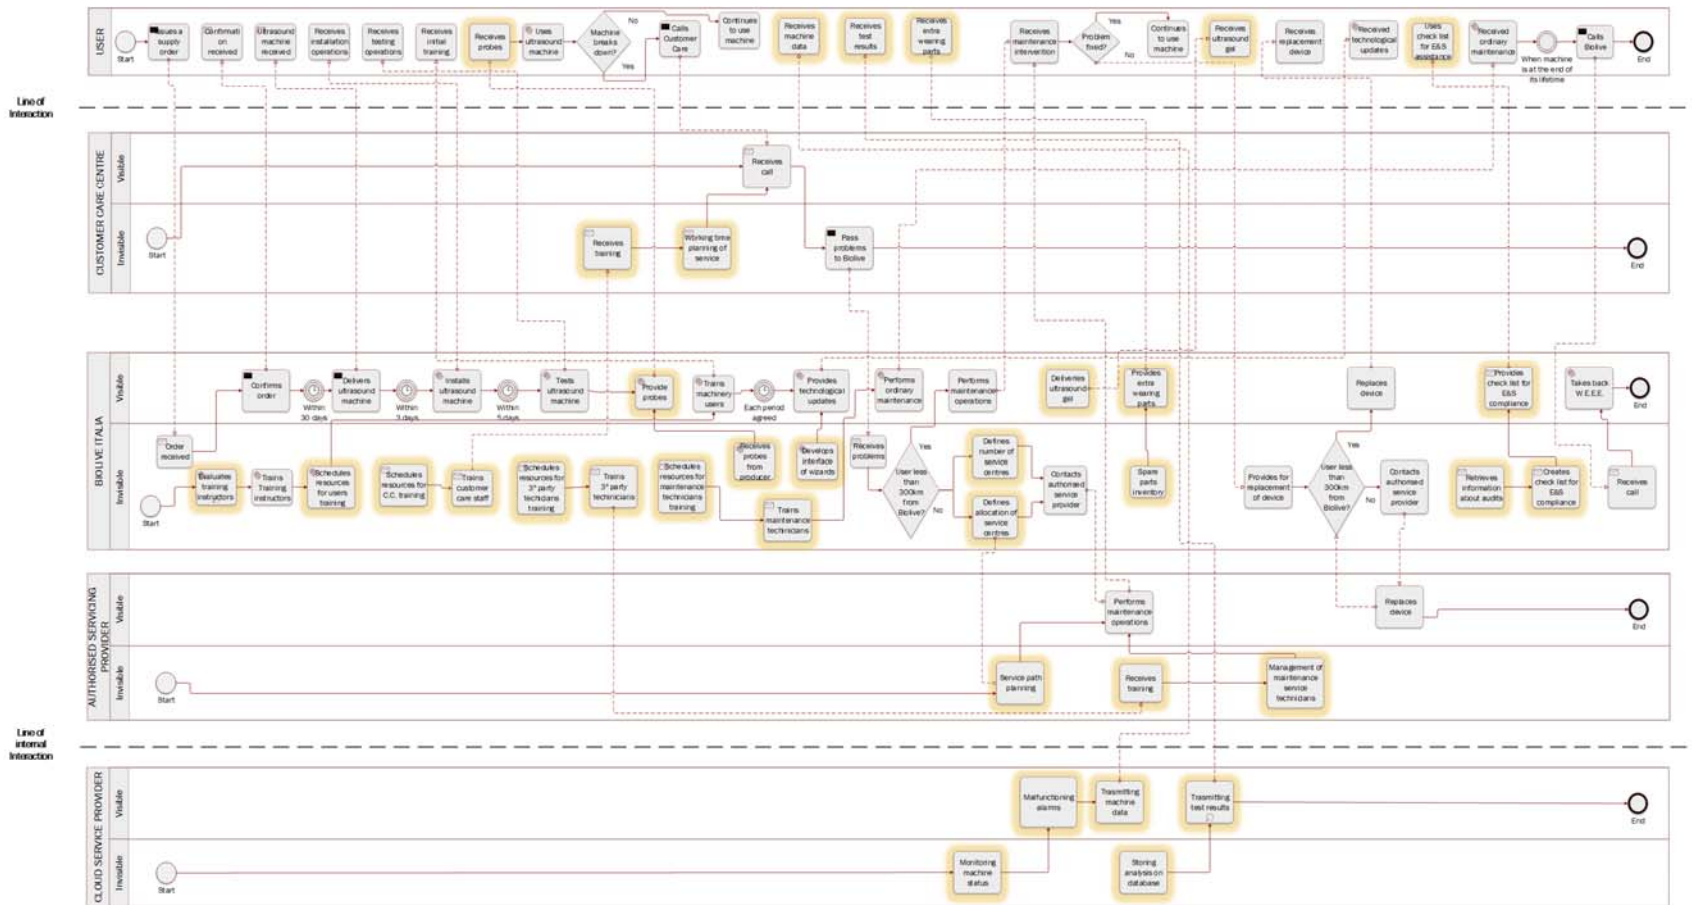 USER
Start
Issues a
supply
order
Confirmati
on
received
Ultrasound
machine
received
Receives
installation
operations
Receives
testing
operations
Receives
initial
training
Receives
probes
Uses
ultrasound
machine
Machine
breaks
down?
No
Yes
Calls
Customer
Care
Continues
to use
machine
Receives
machine
data
Receives
test
results
Receives
extra
wearing
parts
Receives
maintenance
intervention
Problem
fixed?
Yes
No
Continues
to use
machine
Receives
ultrasound
gel
Receives
replacement
device
Received
technological
updates
Uses
check list
for E&S
assistance
Received
ordinary
maintenance
When machine
is at the end of
its lifetime
Calls
Biolive
End
Line of
Interaction
CUSTOMER CARE CENTRE
Visible
Invisible
Receives
call
Start
Receives
training
Working time
planning of
service
Pass
problems
to Biolive
End
BIOLIVE ITALIA
Visible
Invisible
Confirms
order
Within
30 days
Delivers
ultrasound
machine
Within
3 days
Installs
ultrasound
machine
Within
5 days
Tests
ultrasound
machine
Provide
probes
Trains
machinery
users
Each period
agreed
Provides
technological
updates
Performs
ordinary
maintenance
Performs
maintenance
operations
Deliveries
ultrasound
gel
Provides
extra
wearing
parts
Replaces
device
Provides
check list for
E&S
compliance
Takes back
W.E.E.E.
End
Order
received
Start
Evaluates
training
instructors
Trains
Training
instructors
Schedules
resources
for users
training
Schedules
resources for
C.C. training
Trains
customer
care staff
Schedules
resources for
3° party
technicians
training
Trains
3° party
technicians
Schedules
resources for
maintenance
technicians
training
Receives
probes
from
producer
Trains
maintenance
technicians
Develops
interface
of wizards
Receives
problems
User less
than
300km
from
Biolive?
Yes
No
Defines
number of
service
centres
Defines
allocation of
service
centres
Contacts
authorised
service
provider
Spare
parts
inventory
Provides for
replacement
of device
User less
than
300km
from
Biolive?
Yes
No
Contacts
authorised
service
provider
Retrieves
information
about audits
Creates
check list for
E&S
compliance
Receives
call
AUTHORISED SERVICING
PROVIDER
Visible
Invisible
Performs
maintenance
operations
Replaces
device
End
Start
Service path
planning
Receives
training
Management of
maintenance
service
technicians
Line of
internal
Interaction
CLOUD SERVICE PROVIDER
Visible
Invisible
Malfunctioning
alarms
Trasmitting
machine
data
Trasmitting
test results
End
Start
Monitoring
machine
status
Storing
analysis on
database